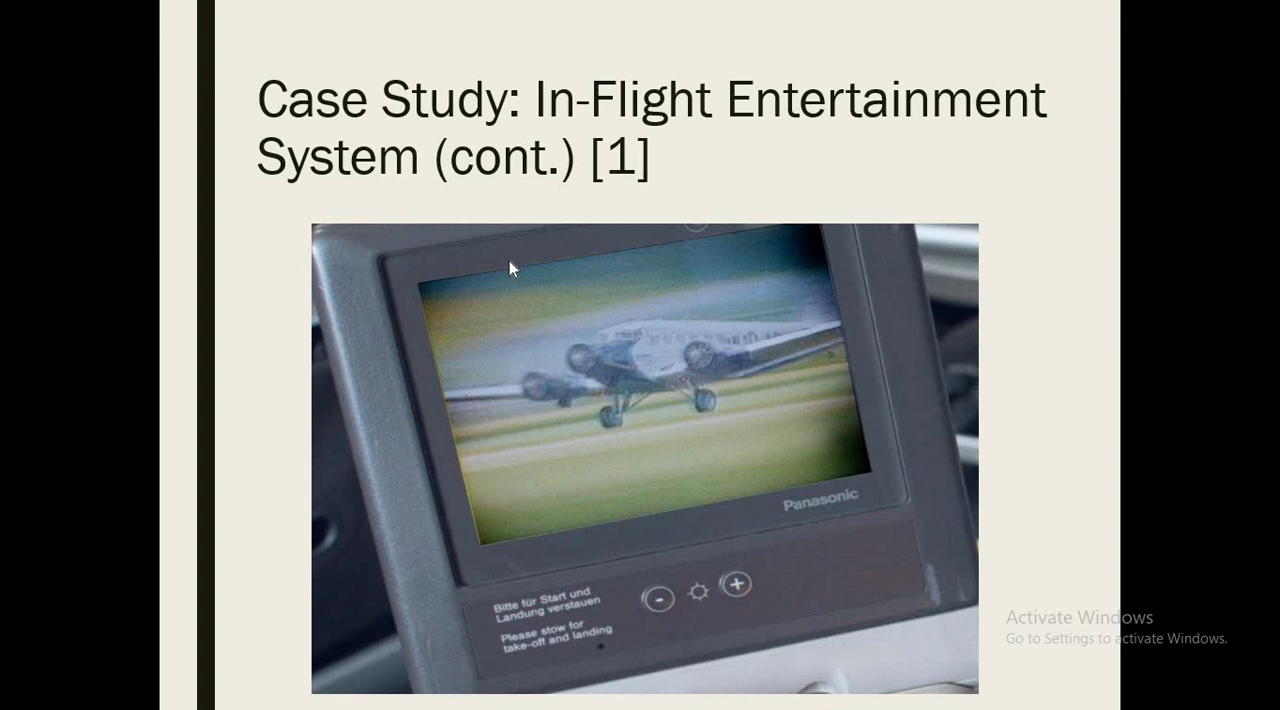 Case Study: In-Flight Entertainment
System (cont.) [1]
Panasonic
Bitte für Start und
Landung verstauen
Please stow for
take-off and landing
- +
Activate Windows
Go to Settings to activate Windows.